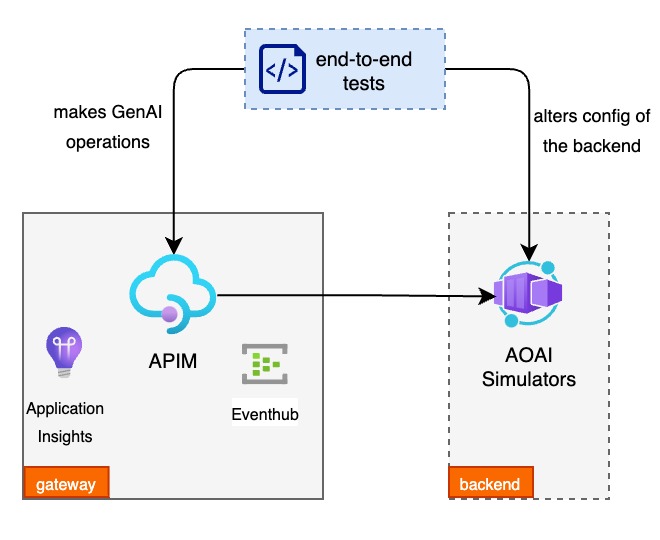 end-to-end
tests
makes GenAI
operations
alters config of
the backend
APIM
Application
Insights
Eventhub
gateway
AOAI
Simulators
backend